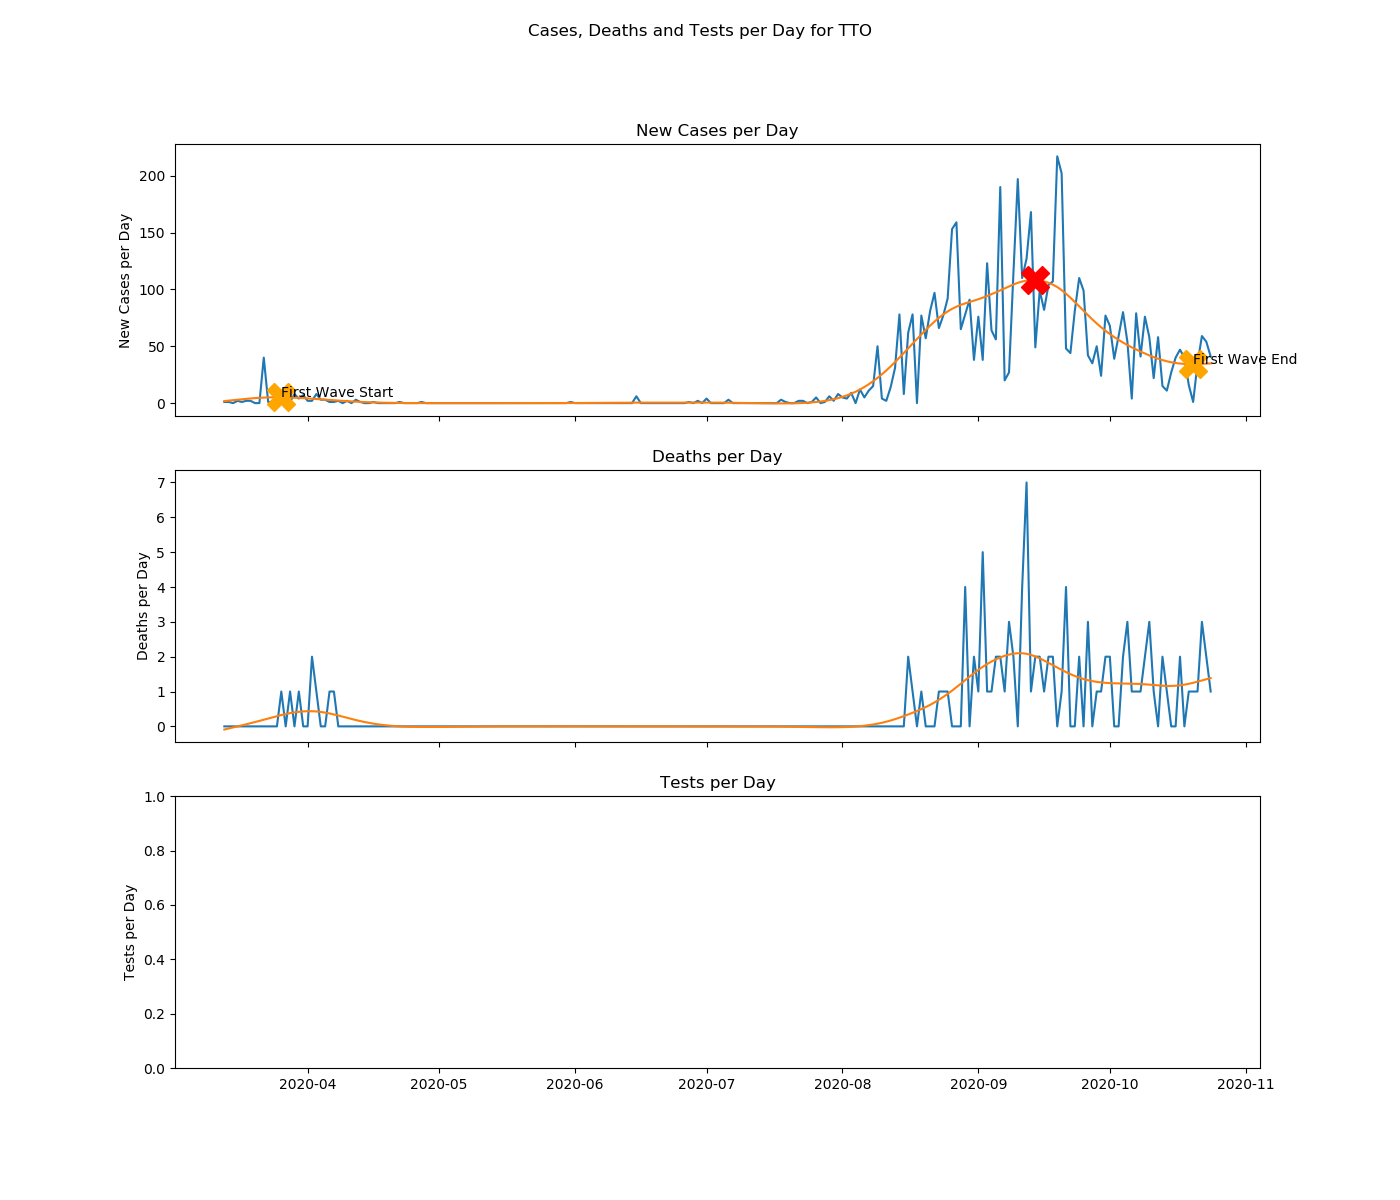 Cases, Deaths and Tests per Day for TTO
New Cases per Day
New Cases per Day
200
150
100
50
0
First Wave Start
First Wave End
Deaths per Day
Deaths per Day
7
6
5
4
3
2
1
0
Tests per Day
Tests per Day
1.0
0.8
0.6
0.4
0.2
0.0
2020-04 2020-05 2020-06 2020-07 2020-08 2020-09 2020-10 2020-11